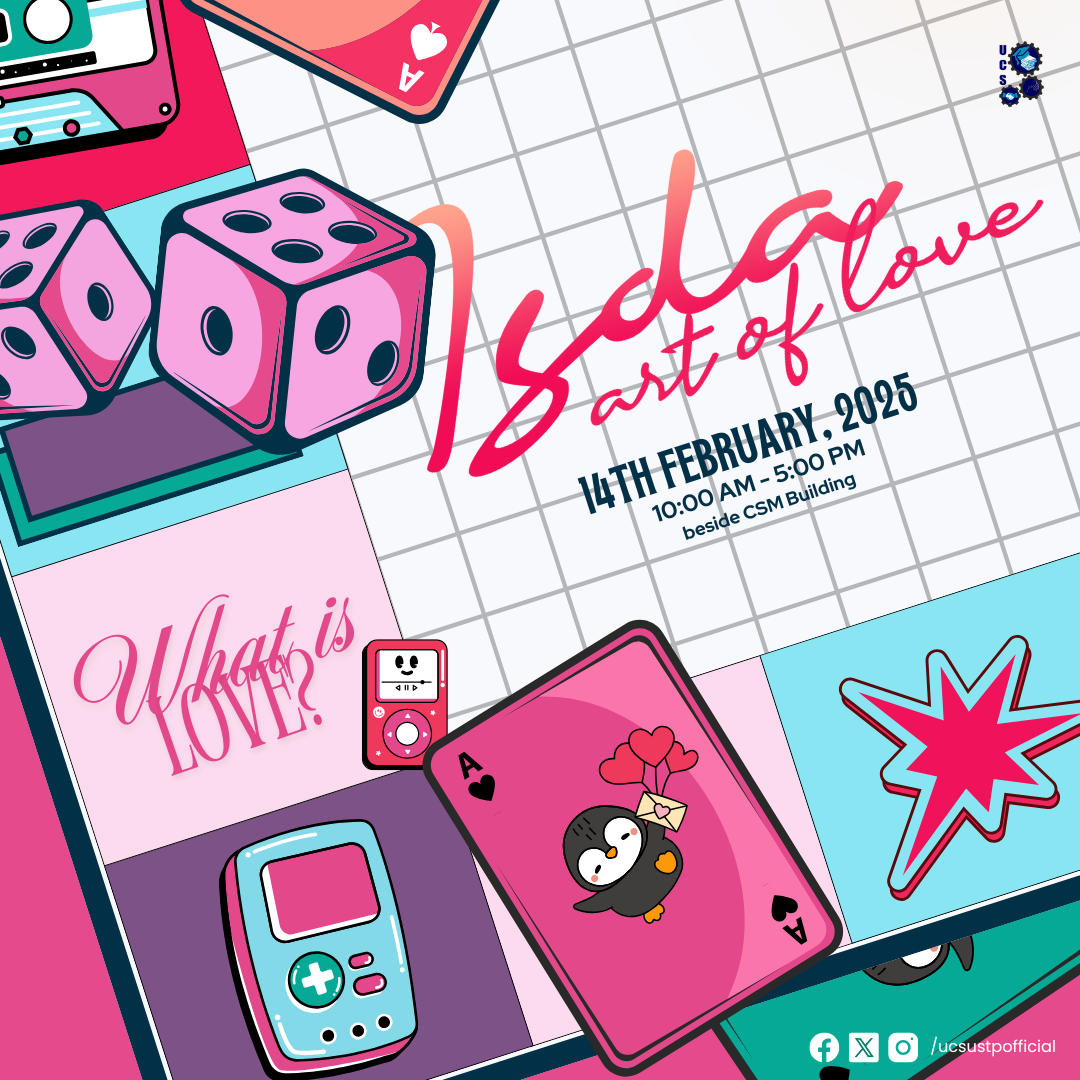 A
UCS
Isda
art of love
14TH FEBRUARY, 2025
10:00 AM - 5:00 PM
beside CSM Building
What is
LOVE?
A
A
/ucsustpofficial